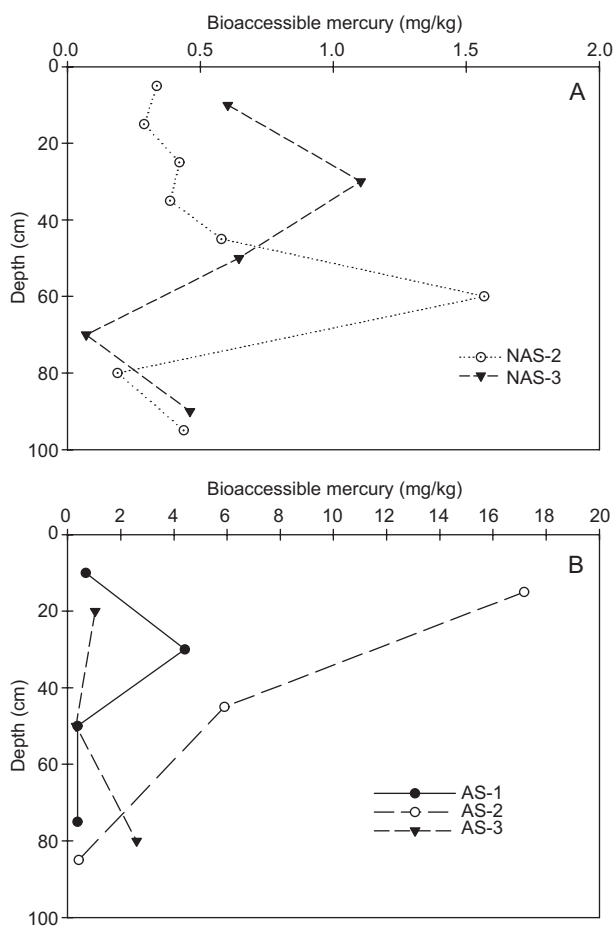 Bioaccessible mercury (mg/kg)
0.0 0.5 1.0 1.5 2.0
0
20
40
60
80
100
Depth (cm)
A
NAS-2
NAS-3
Bioaccessible mercury (mg/kg)
0 2 4 6 8 10 12 14 16 18 20
0
20
40
60
80
100
Depth (cm)
B
AS-1
AS-2
AS-3